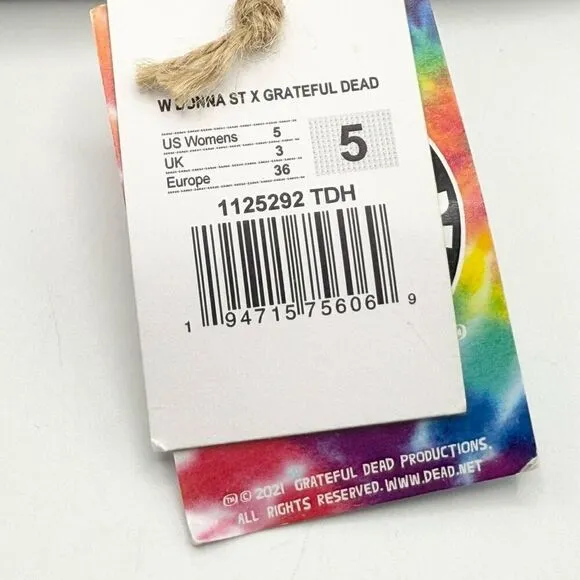 W DONNA ST X GRATEFUL DEAD
US Womens 5
UK 3
Europe 36
5
1125292 TDH
1 94715 75606 9
™ © 2021 GRATEFUL DEAD PRODUCTIONS.
ALL RIGHTS RESERVED. WWW.DEAD.NET